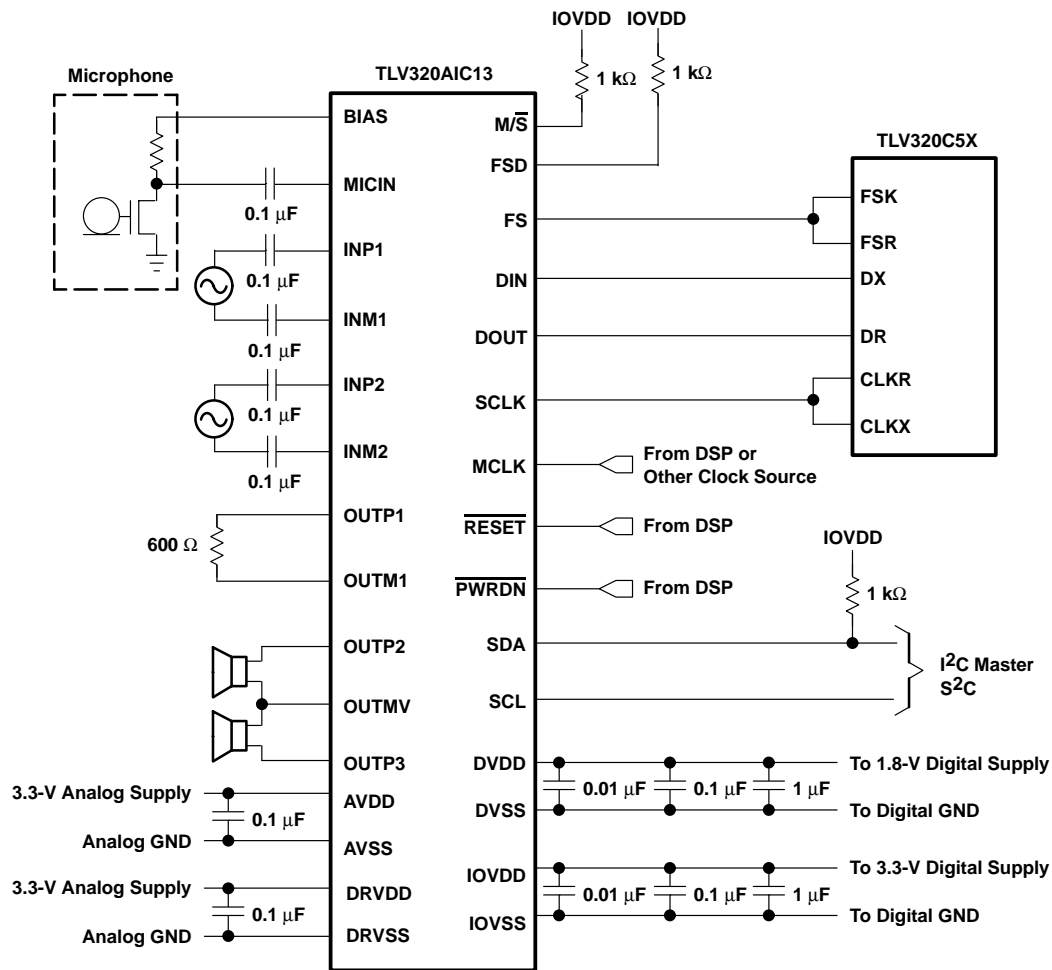 IOVDD IOVDD
TLV320AIC13
1 kΩ
1 kΩ
Microphone
BIAS
MICIN
0.1 μF
INP1
0.1 μF
INM1
0.1 μF
INP2
0.1 μF
INM2
0.1 μF
OUTP1
600 Ω
OUTM1
OUTP2
OUTMV
OUTP3
3.3-V Analog Supply
AVDD
0.1 μF
Analog GND
AVSS
3.3-V Analog Supply
DRVDD
0.1 μF
Analog GND
DRVSS
M/S̅
FSD
FS
DIN
DOUT
SCLK
MCLK
RESET
PWRDN
SDA
SCL
DVDD
DVSS
IOVDD
IOVSS
TLV320C5X
FSK
FSR
DX
DR
CLKR
CLKX
From DSP or
Other Clock Source
From DSP
From DSP
IOVDD
1 kΩ
I²C Master
S²C
To 1.8-V Digital Supply
0.01 μF 0.1 μF 1 μF
To Digital GND
To 3.3-V Digital Supply
0.01 μF 0.1 μF 1 μF
To Digital GND